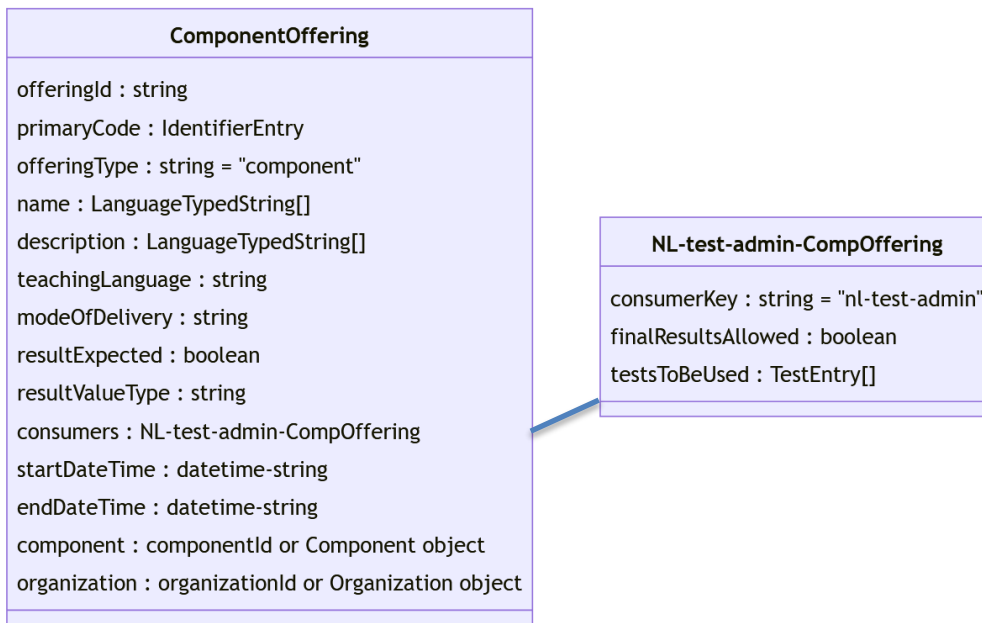 ComponentOffering
offeringId : string
primaryCode : IdentifierEntry
offeringType : string = "component"
name : LanguageTypedString[]
description : LanguageTypedString[]
teachingLanguage : string
modeOfDelivery : string
resultExpected : boolean
resultValueType : string
consumers : NL-test-admin-CompOffering
startDateTime : datetime-string
endDateTime : datetime-string
component : componentId or Component object
organization : organizationId or Organization object
NL-test-admin-CompOffering
consumerKey : string = "nl-test-admin"
finalResultsAllowed : boolean
testsToBeUsed : TestEntry[]